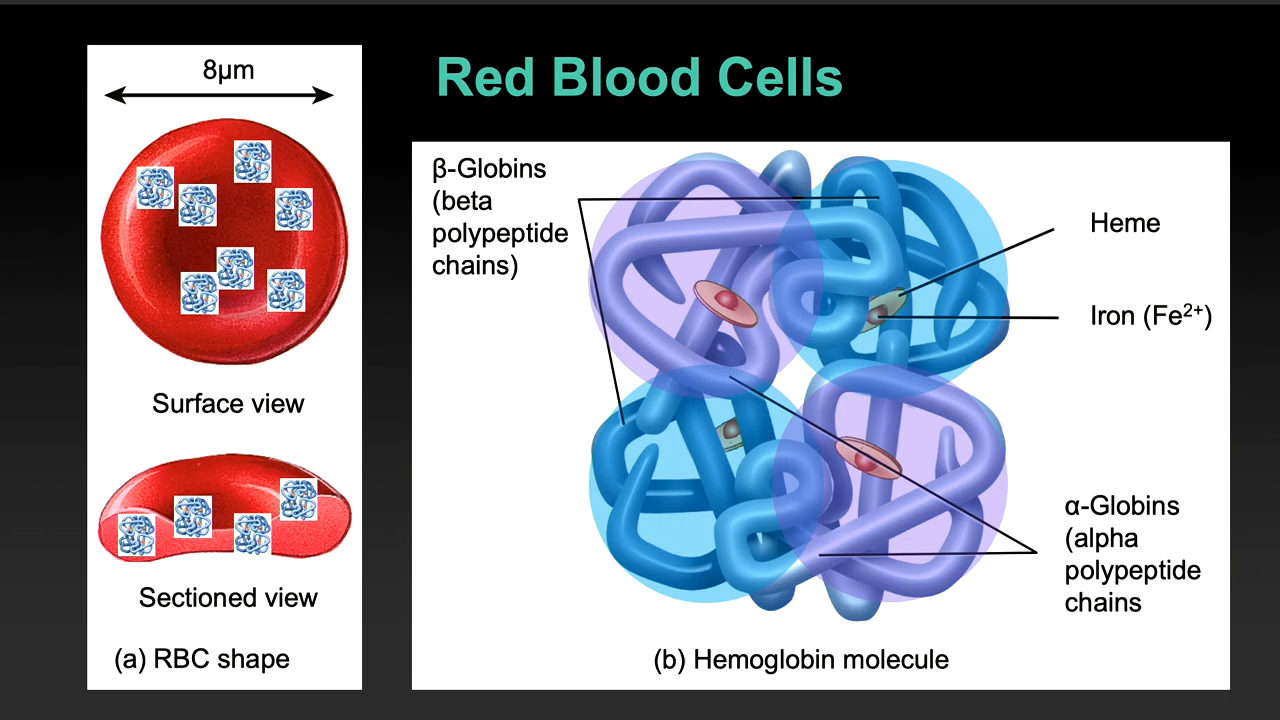 Red Blood Cells
8µm
Surface view
Sectioned view
(a) RBC shape
β-Globins
(beta
polypeptide
chains)
Heme
Iron (Fe²⁺)
α-Globins
(alpha
polypeptide
chains
(b) Hemoglobin molecule